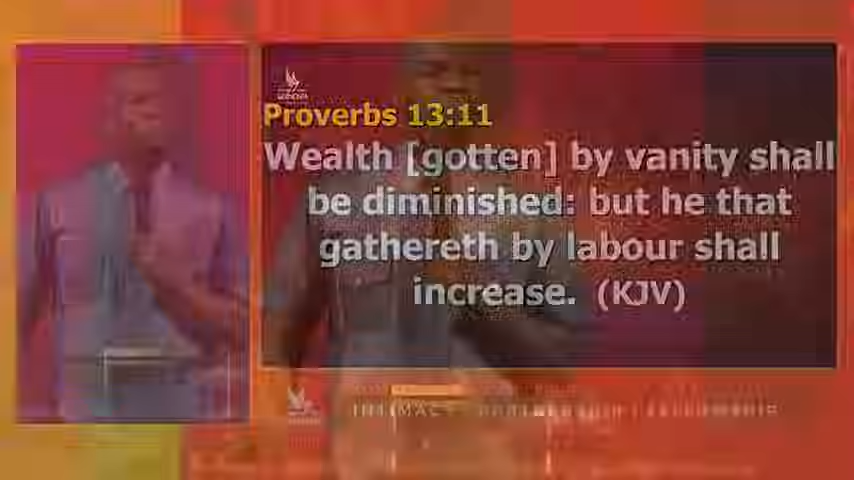 Proverbs 13:11
Wealth [gotten] by vanity shall
be diminished: but he that
gathereth by labour shall
increase. (KJV)